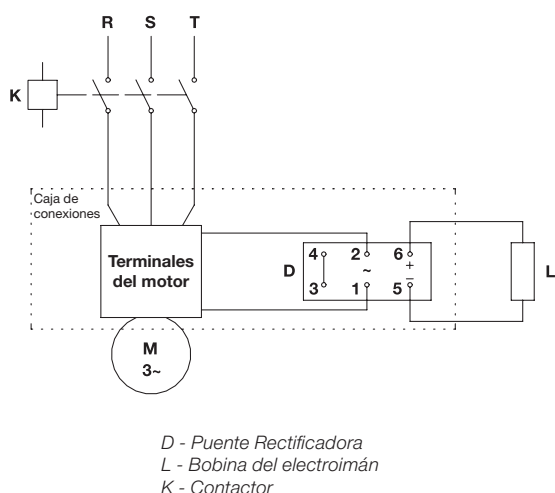 R S T
K
Caja de
conexiones
Terminales
del motor
D
4 2 6
~ +
–
3 1 5
L
M
3~
D - Puente Rectificadora
L - Bobina del electroimán
K - Contactor